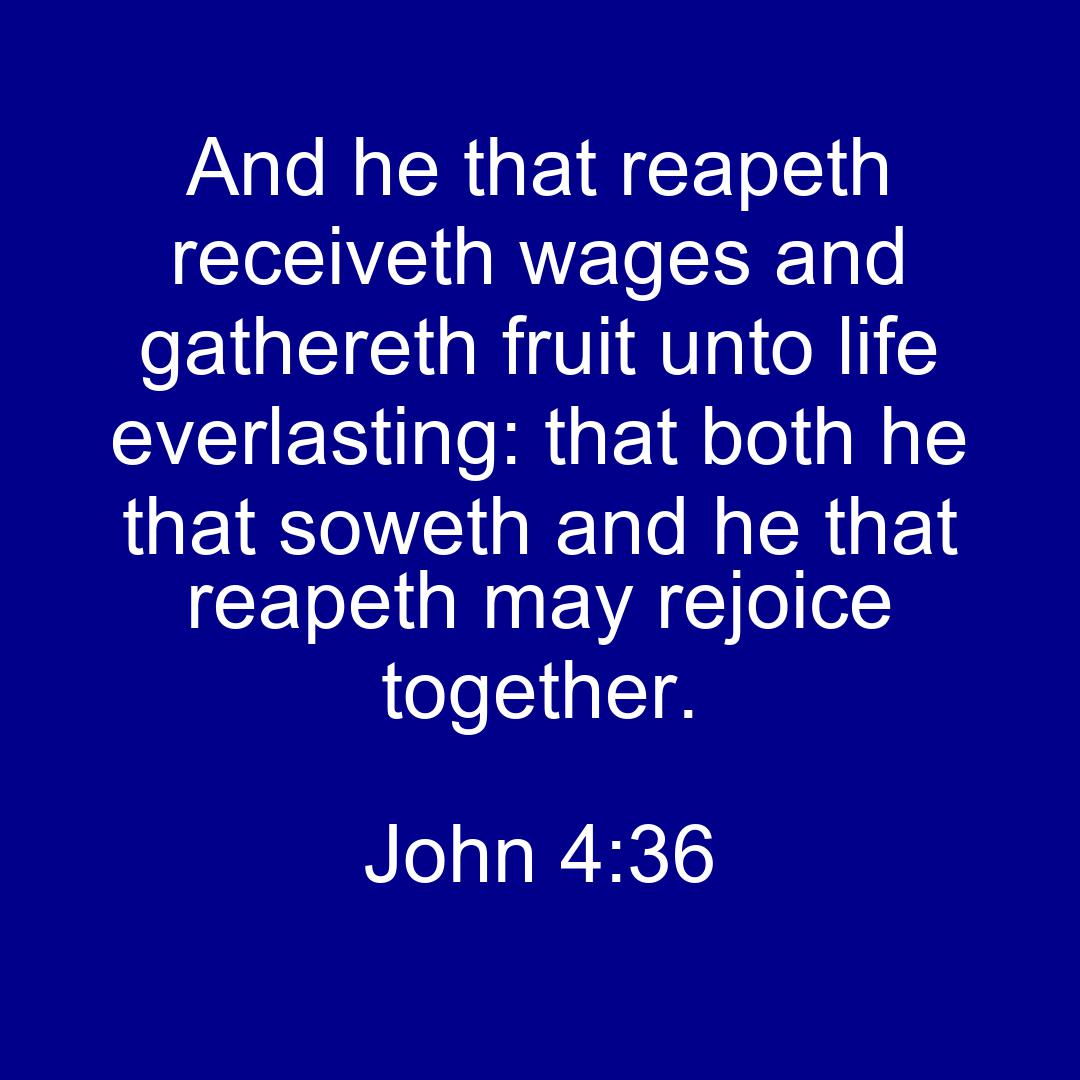 And he that reapeth
receiveth wages and
gathereth fruit unto life
everlasting: that both he
that soweth and he that
reapeth may rejoice
together.
John 4:36